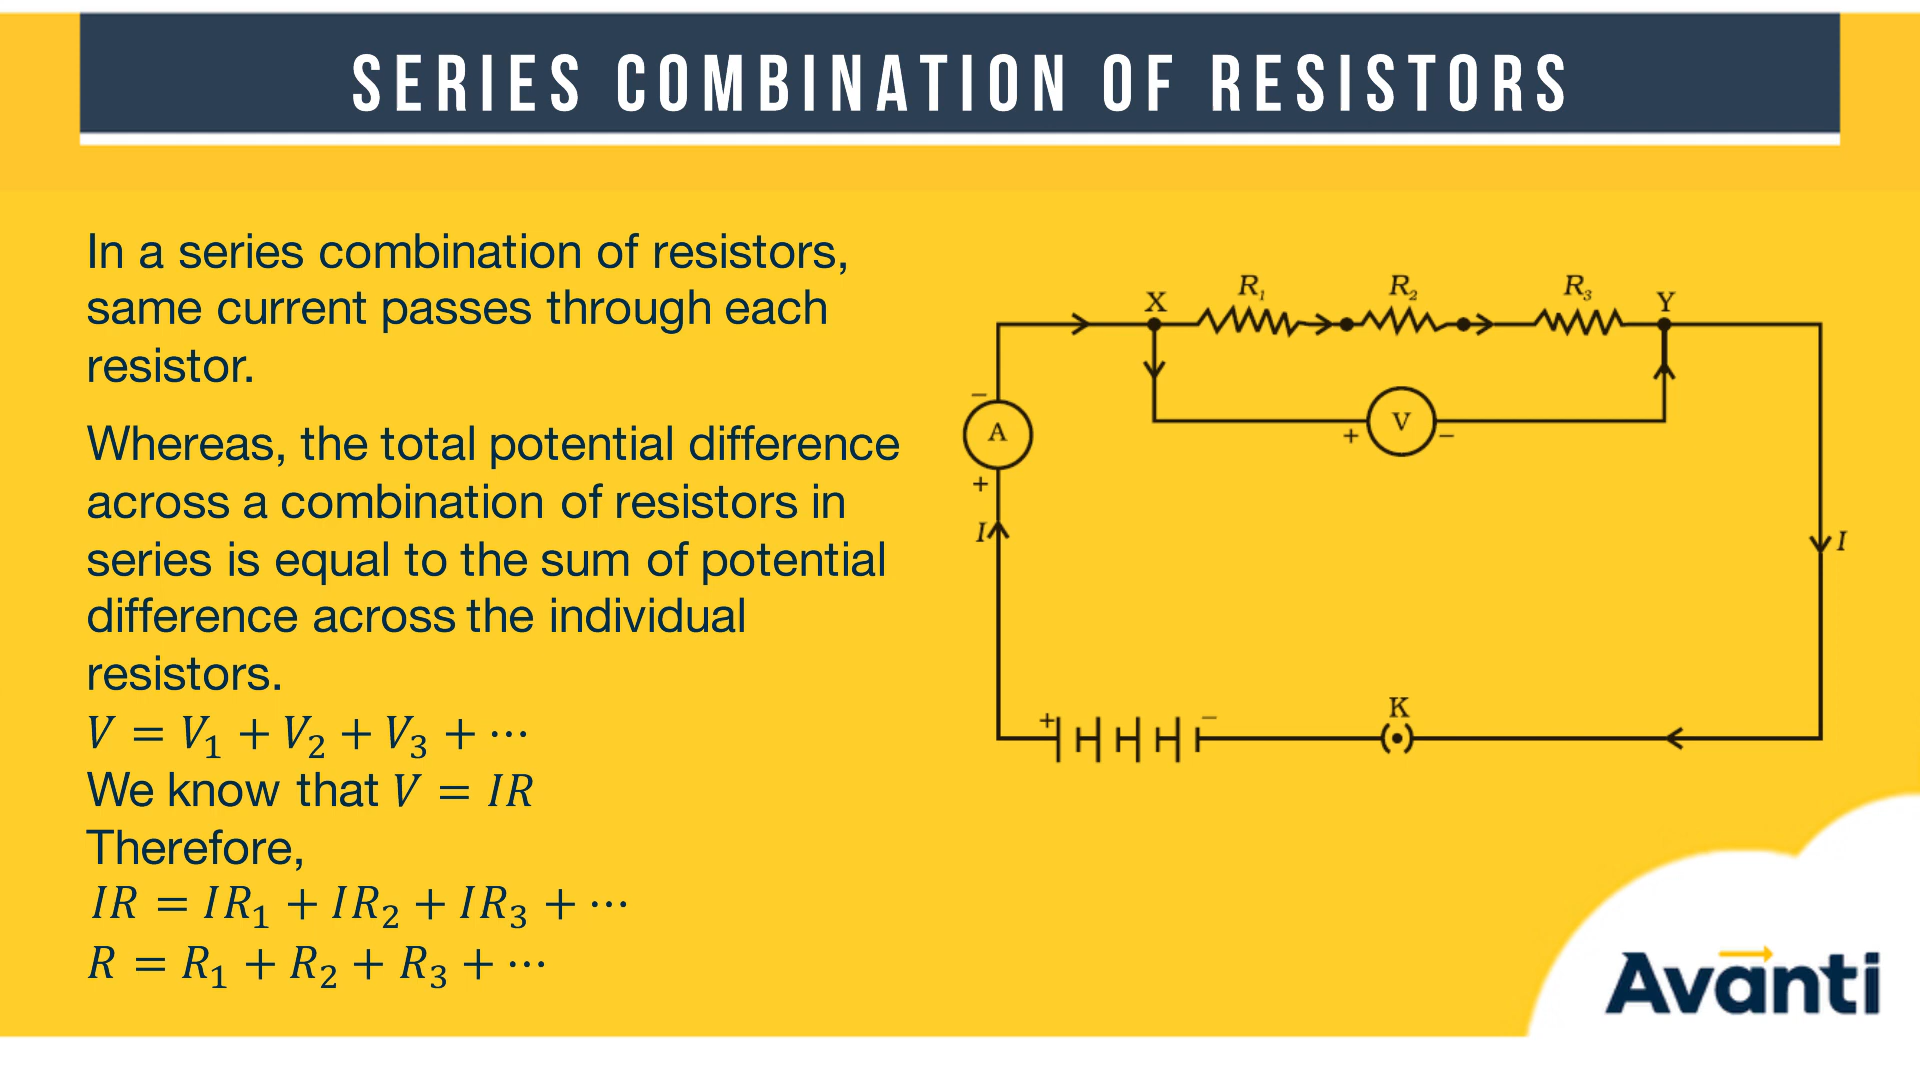 SERIES COMBINATION OF RESISTORS
In a series combination of resistors,
same current passes through each
resistor.
Whereas, the total potential difference
across a combination of resistors in
series is equal to the sum of potential
difference across the individual
resistors.
V = V₁ + V₂ + V₃ + ⋯
We know that V = IR
Therefore,
IR = IR₁ + IR₂ + IR₃ + ⋯
R = R₁ + R₂ + R₃ + ⋯
X R₁ R₂ R₃ Y
−
A
+ V −
+
I
I
K
+ −
Avanti